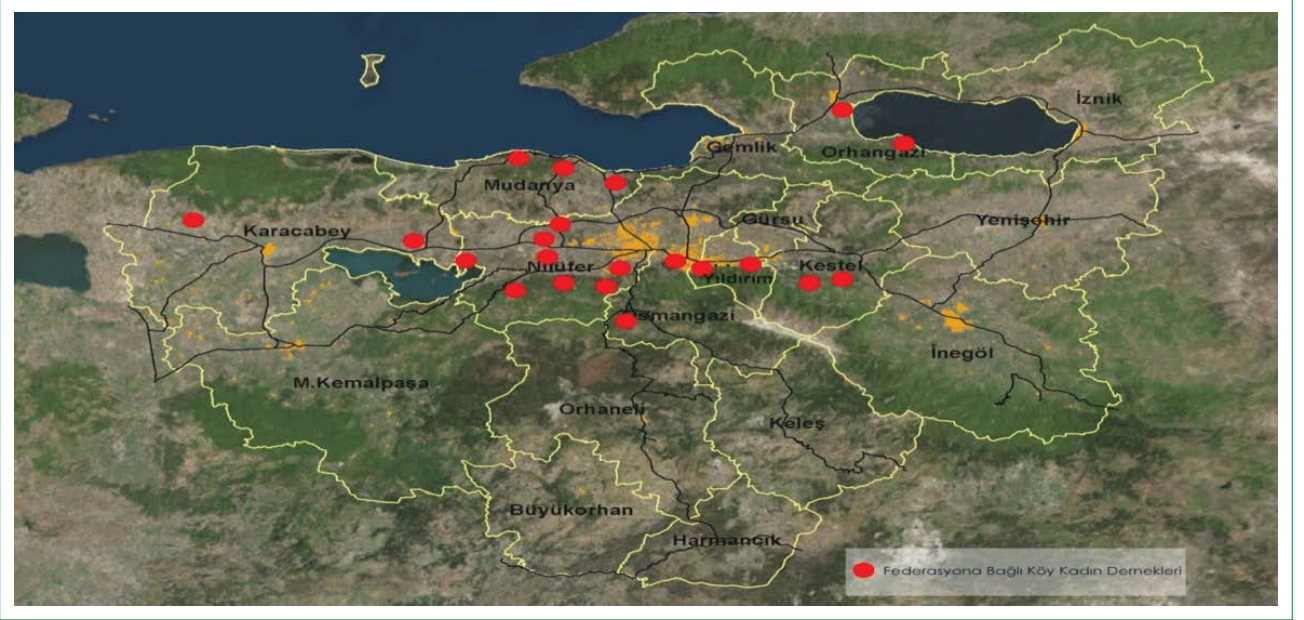 İznik
Gemlik
Orhangazi
Mudanya
Gürsu
Yenişehir
Karacabey
Nilüfer
Kestel
Yıldırım
Osmangazi
İnegöl
M.Kemalpaşa
Orhaneli
Keleş
Büyükorhan
Harmancık
Federasyona Bağlı Köy Kadın Dernekleri